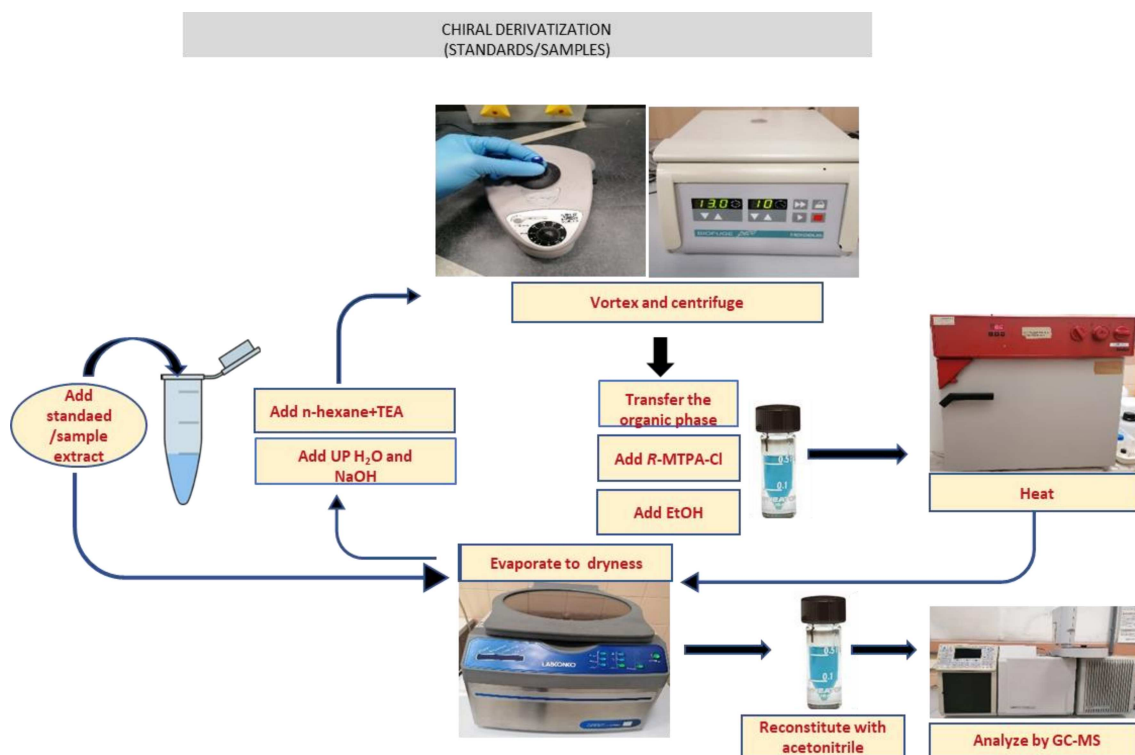 CHIRAL DERIVATIZATION
(STANDARDS/SAMPLES)
13.0 10
BIOFUGE pico
Vortex and centrifuge
Add
standaed
/sample
extract
Add n-hexane+TEA
Add UP H₂O and
NaOH
Transfer the
organic phase
Add R-MTPA-Cl
Add EtOH
0.5
0.1
Heat
Evaporate to dryness
LABCONCO
0.5
0.1
Reconstitute with
acetonitrile
Analyze by GC-MS